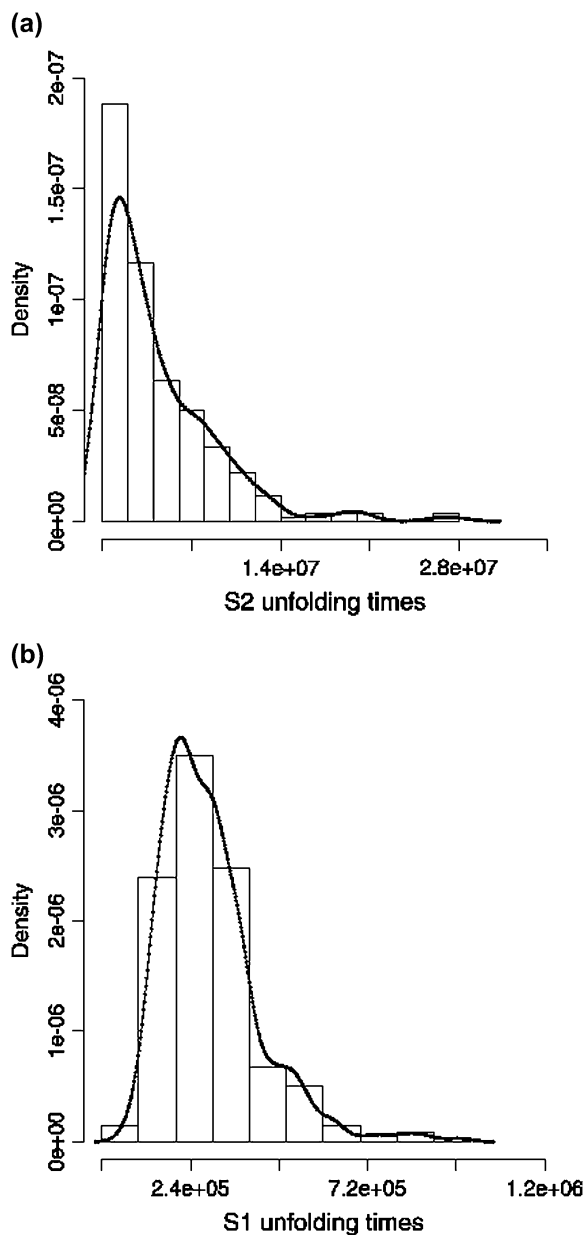 (a)
2e-07
1.5e-07
1e-07
5e-08
0e+00
Density
1.4e+07
2.8e+07
S2 unfolding times
(b)
4e-06
3e-06
2e-06
1e-06
0e+00
Density
2.4e+05
7.2e+05
1.2e+06
S1 unfolding times